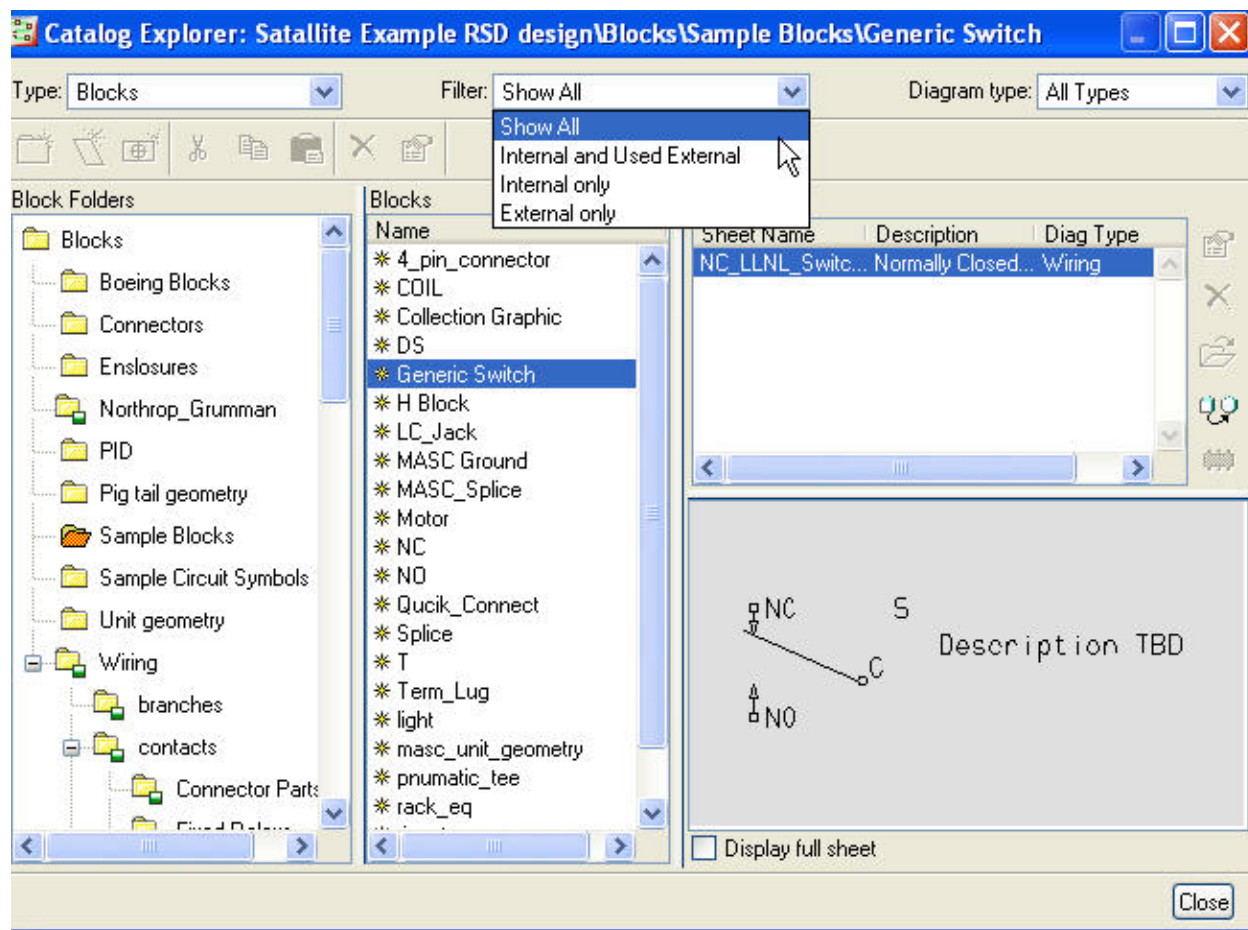 Catalog Explorer: Satallite Example RSD design\Blocks\Sample Blocks\Generic Switch
Type: Blocks
Filter: Show All
Diagram type: All Types
Show All
Internal and Used External
Internal only
External only
Block Folders
Blocks
Boeing Blocks
Connectors
Enslosures
Northrop_Grumman
PID
Pig tail geometry
Sample Blocks
Sample Circuit Symbols
Unit geometry
Wiring
branches
contacts
Connector Parts
Blocks
Name
4_pin_connector
COIL
Collection Graphic
DS
Generic Switch
H Block
LC_Jack
MASC Ground
MASC_Splice
Motor
NC
NO
Qucik_Connect
Splice
T
Term_Lug
light
masc_unit_geometry
pnumatic_tee
rack_eq
Sheet Name Description Diag Type
NC_LLNL_Switc... Normally Closed... Wiring
NC S
Description TBD
C
NO
Display full sheet
Close